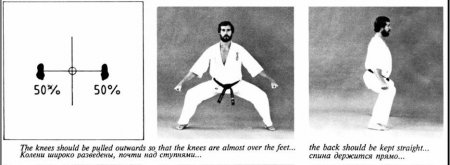 50% 50%
The knees should be pulled outwards so that the knees are almost over the feet...
Колени широко разведены, почти над ступнями...
the back should be kept straight...
спина держится прямо...